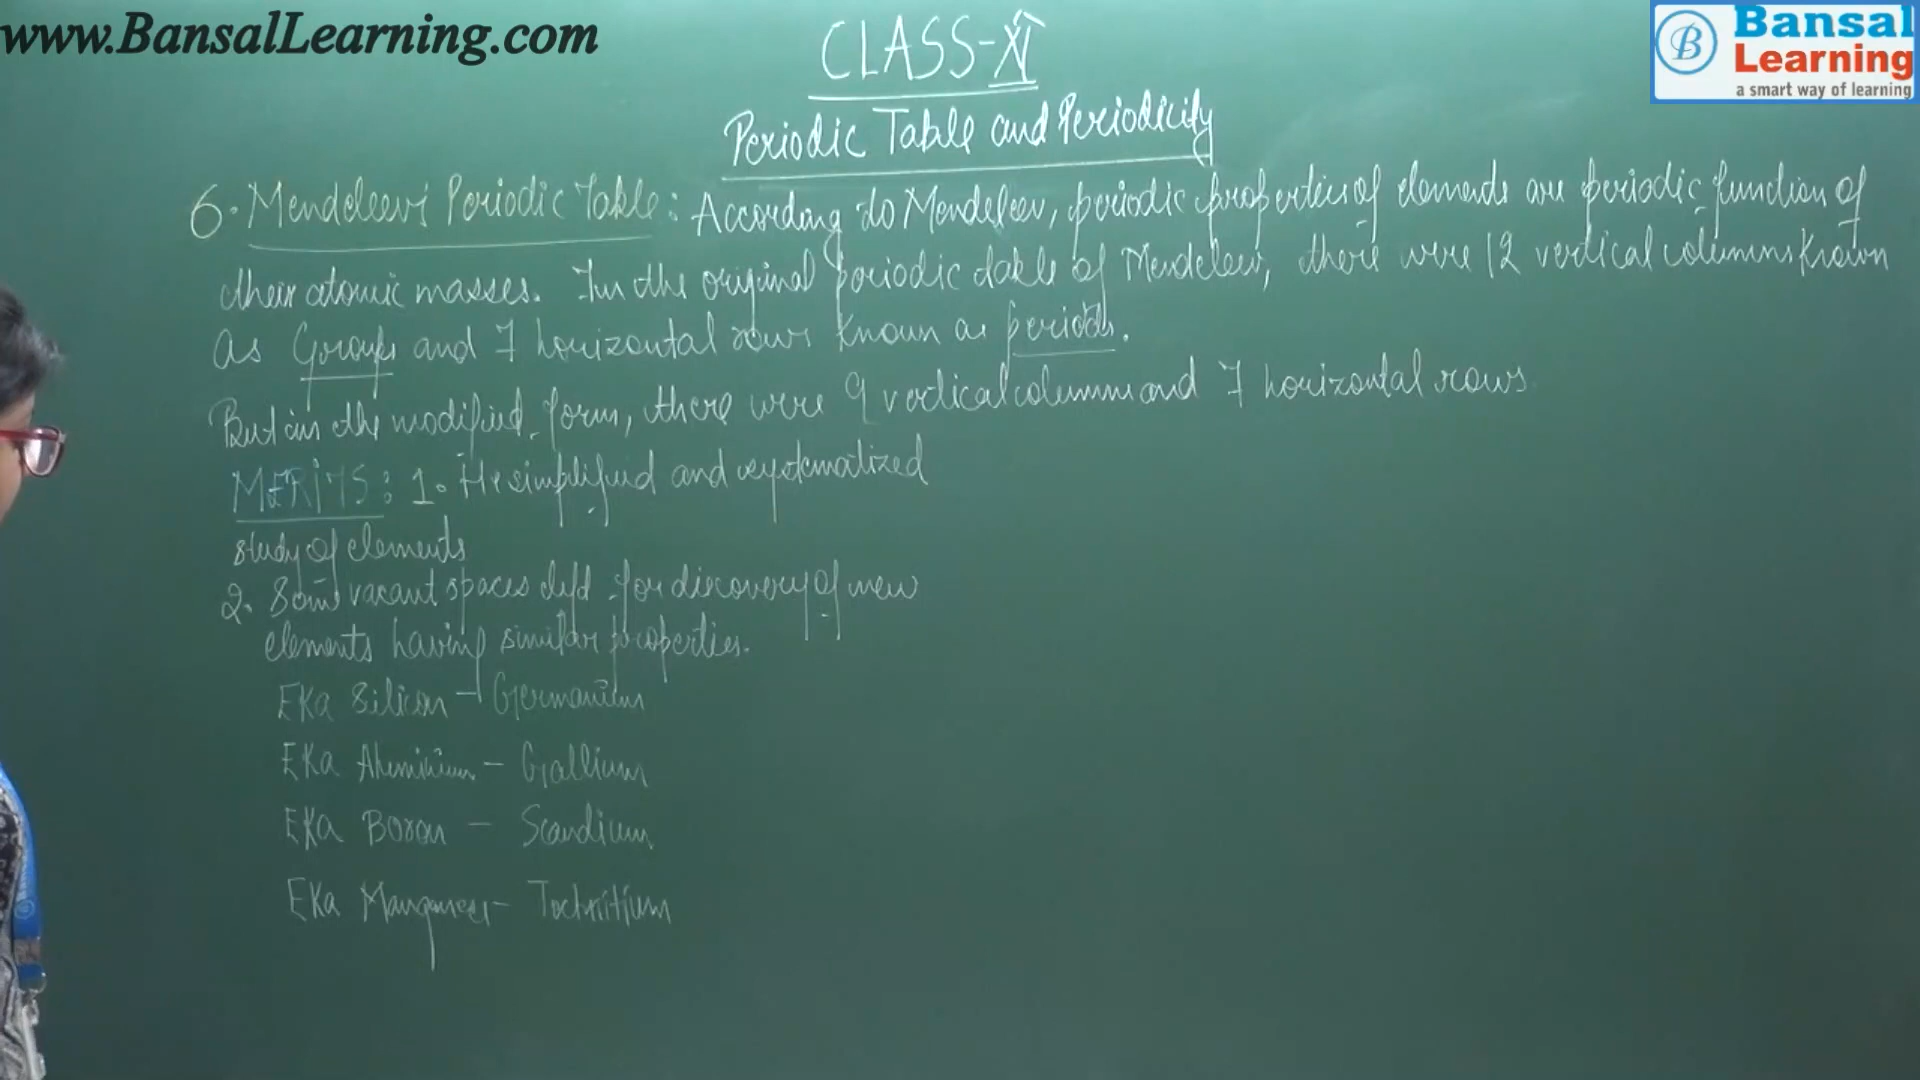 www.BansalLearning.com
Bansal
Learning
a smart way of learning
CLASS-XI
Periodic Table and Periodicity
6. Mendeleev's Periodic Table: According to Mendeleev, periodic properties of elements are periodic function of
their atomic masses. In the original periodic table of Mendeleev, there were 12 vertical columns known
as Groups and 7 horizontal rows known as periods.
But in the modified form, there were 9 vertical columns and 7 horizontal rows
MERITS: 1. He simplified and systematized
study of elements
2. Some vacant spaces left for discovery of new
elements having similar properties.
EKa Silicon - Germanium
EKa Aluminium - Gallium
EKa Boron - Scandium
EKa Manganese - Technitium